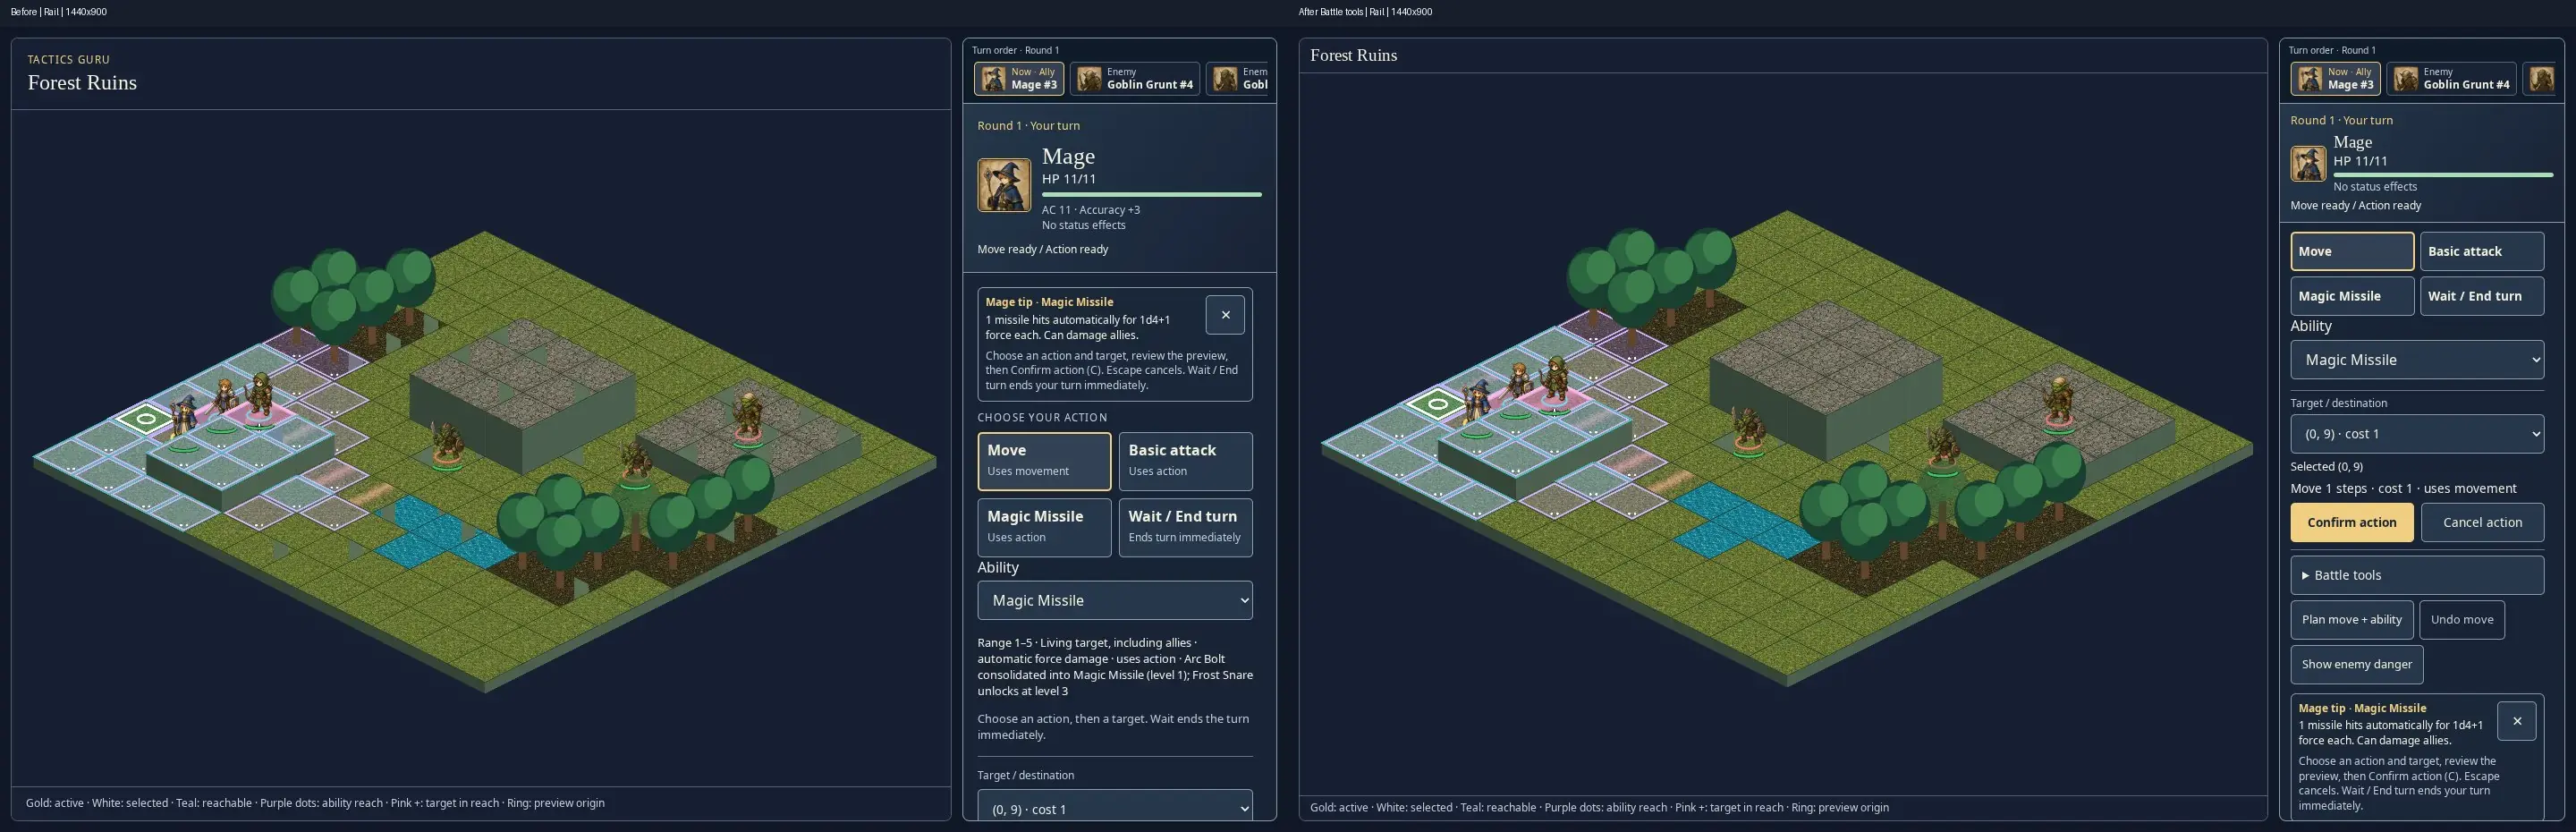 Before | Rail | 1440x900
TACTICS GURU
Forest Ruins
Gold: active · White: selected · Teal: reachable · Purple dots: ability reach · Pink +: target in reach · Ring: preview origin
Turn order · Round 1
Now · Ally
Mage #3
Enemy
Goblin Grunt #4
Enem
Gobl
Round 1 · Your turn
Mage
HP 11/11
AC 11 · Accuracy +3
No status effects
Move ready / Action ready
Mage tip · Magic Missile
1 missile hits automatically for 1d4+1
force each. Can damage allies.
Choose an action and target, review the preview,
then Confirm action (C). Escape cancels. Wait / End
turn ends your turn immediately.
×
CHOOSE YOUR ACTION
Move
Uses movement
Basic attack
Uses action
Magic Missile
Uses action
Wait / End turn
Ends turn immediately
Ability
Magic Missile
Range 1–5 · Living target, including allies ·
automatic force damage · uses action · Arc Bolt
consolidated into Magic Missile (level 1); Frost Snare
unlocks at level 3
Choose an action, then a target. Wait ends the turn
immediately.
Target / destination
(0, 9) · cost 1
After Battle tools | Rail | 1440x900
Forest Ruins
Gold: active · White: selected · Teal: reachable · Purple dots: ability reach · Pink +: target in reach · Ring: preview origin
Turn order · Round 1
Now · Ally
Mage #3
Enemy
Goblin Grunt #4
Round 1 · Your turn
Mage
HP 11/11
No status effects
Move ready / Action ready
Move
Basic attack
Magic Missile
Wait / End turn
Ability
Magic Missile
Target / destination
(0, 9) · cost 1
Selected (0, 9)
Move 1 steps · cost 1 · uses movement
Confirm action
Cancel action
▶ Battle tools
Plan move + ability
Undo move
Show enemy danger
Mage tip · Magic Missile
1 missile hits automatically for 1d4+1
force each. Can damage allies.
Choose an action and target, review the
preview, then Confirm action (C). Escape
cancels. Wait / End turn ends your turn
immediately.
×